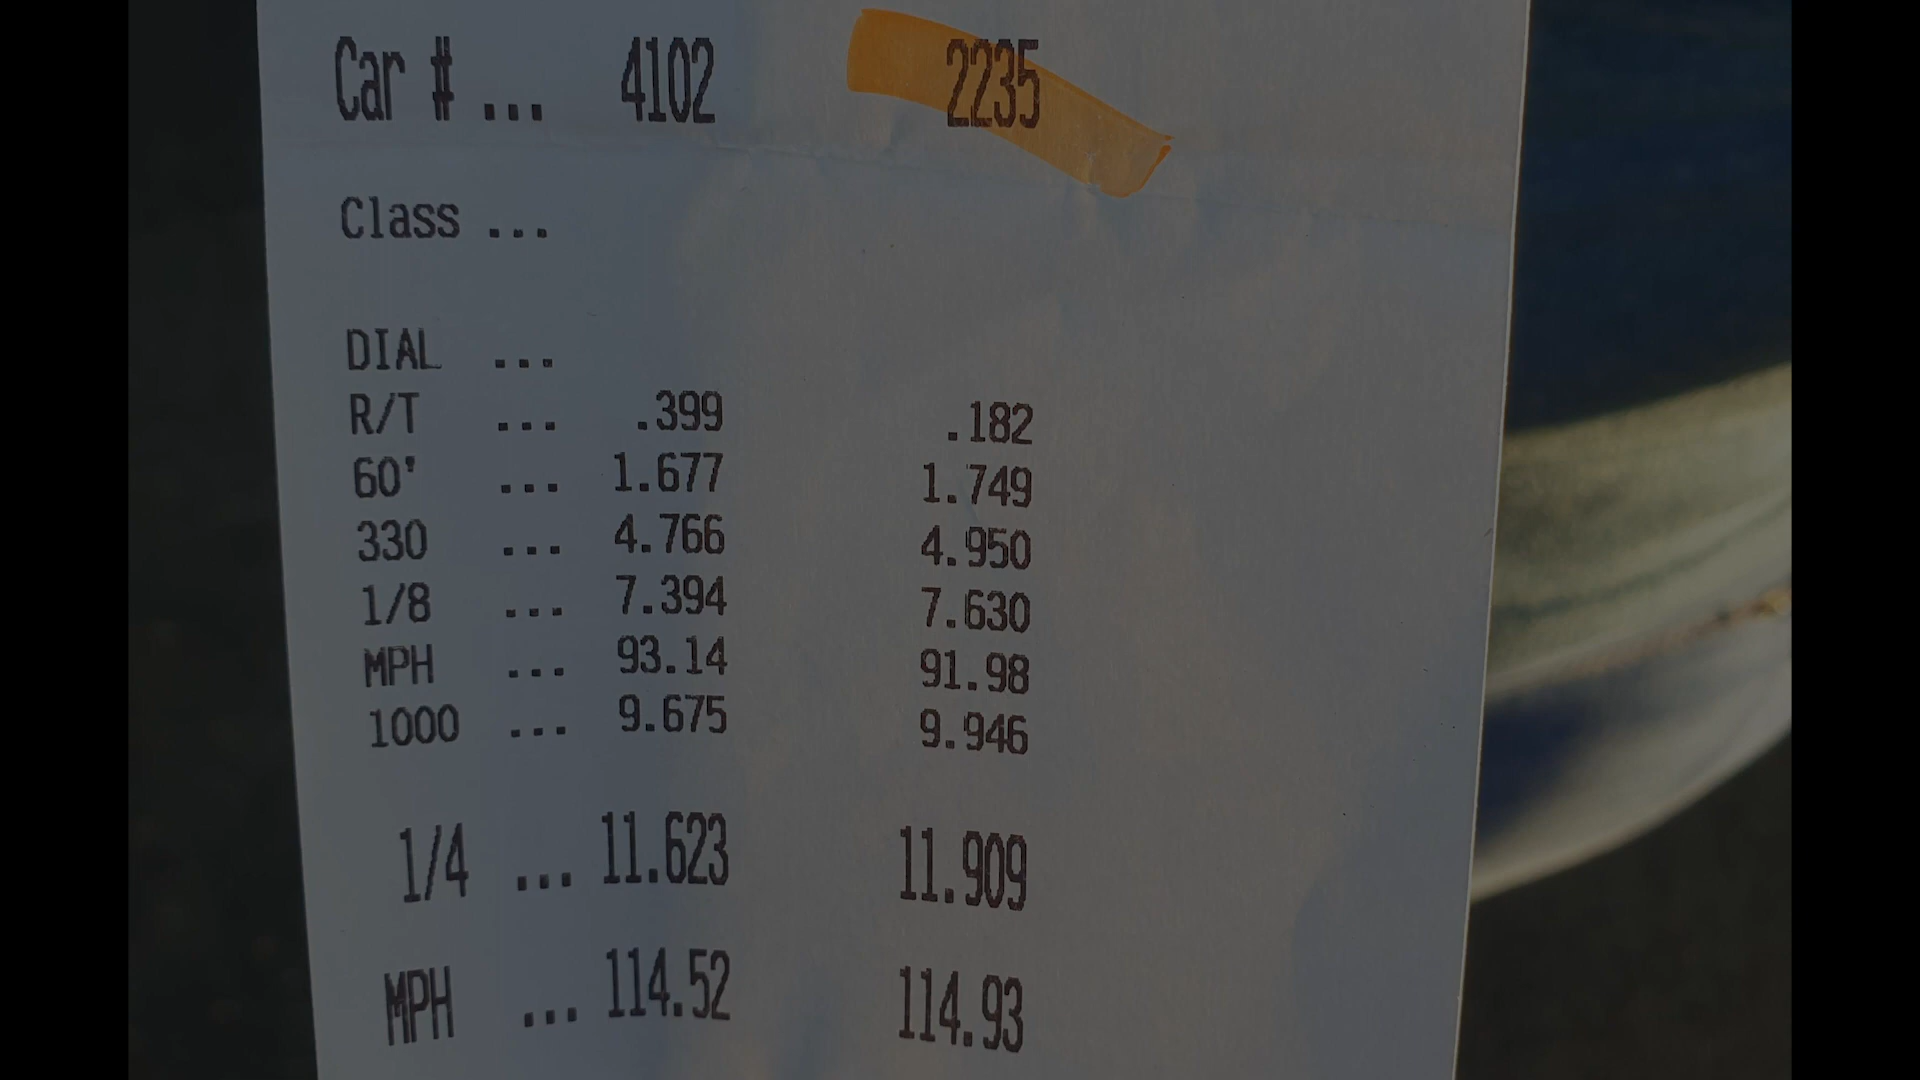 Car # ... 4102 2235
Class ...
DIAL ...
R/T ... .399 .182
60' ... 1.677 1.749
330 ... 4.766 4.950
1/8 ... 7.394 7.630
MPH ... 93.14 91.98
1000 ... 9.675 9.946
1/4 ... 11.623 11.909
MPH ... 114.52 114.93